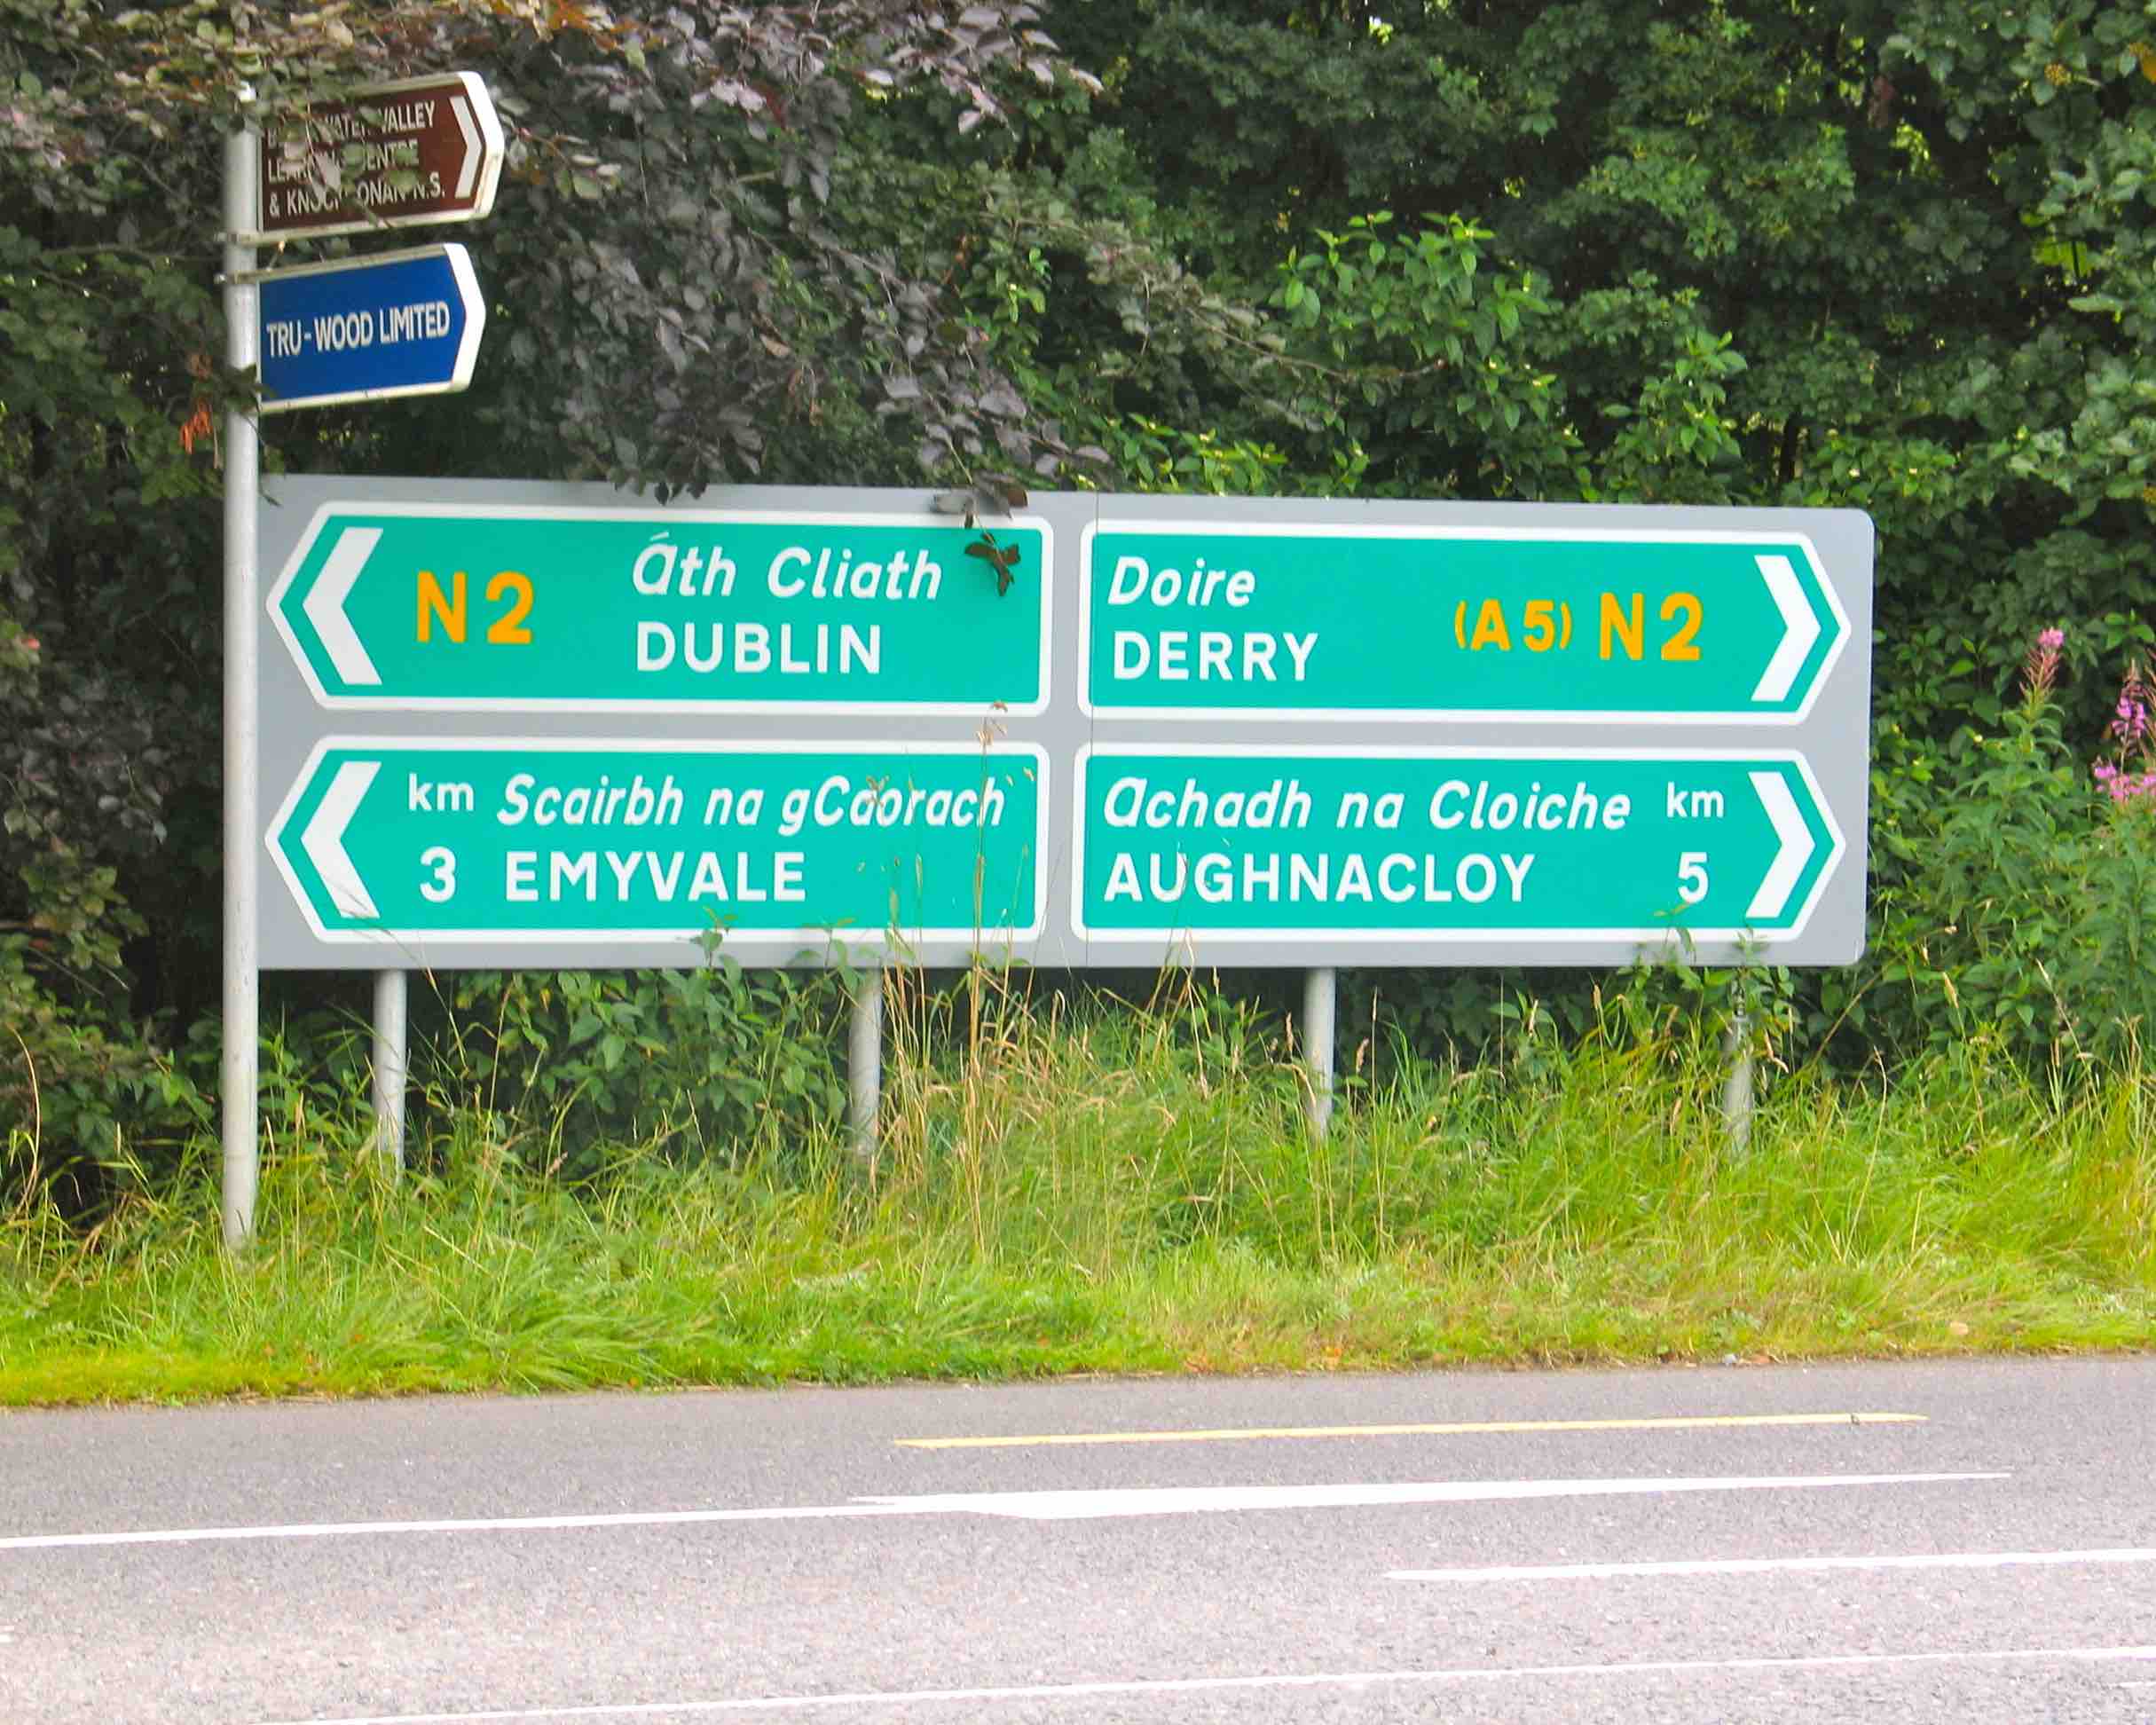 VALLEY
& N.S.
TRU-WOOD LIMITED
N2
Áth Cliath
DUBLIN
Doire
DERRY
(A5) N2
km Scairbh na gCaorach
3 EMYVALE
Achadh na Cloiche km
AUGHNACLOY 5